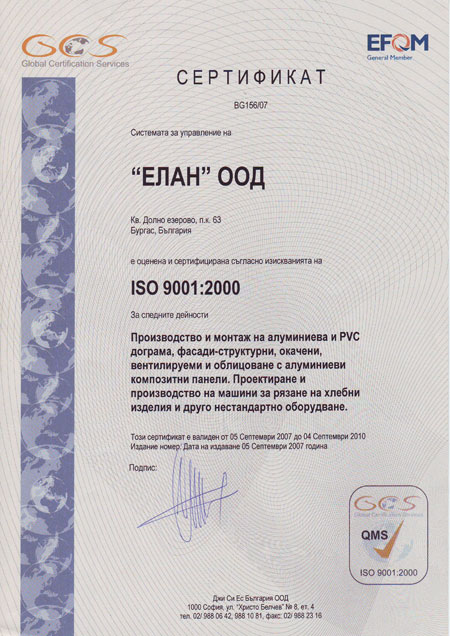 GCS
Global Certification Services
EFQM
General Member
СЕРТИФИКАТ
BG156/07
Системата за управление на
“ЕЛАН” ООД
Кв. Долно езерово, п.к. 63
Бургас, България
е оценена и сертифицирана съгласно изискванията на
ISO 9001:2000
За следните дейности
Производство и монтаж на алуминиева и PVC
дограма, фасади-структурни, окачени,
вентилируеми и облицоване с алуминиеви
композитни панели. Проектиране и
производство на машини за рязане на хлебни
изделия и друго нестандартно оборудване.
Този сертификат е валиден от 05 Септември 2007 до 04 Септември 2010
Издание номер: Дата на издаване 05 Септември 2007 година
Подпис:
GCS
Global Certification Services
QMS
ISO 9001:2000
Джи Си Ес България ООД
1000 София, ул. “Христо Белчев” № 8, ет. 4
тел. 02/ 988 06 42, 988 10 81, факс: 02/ 988 23 16